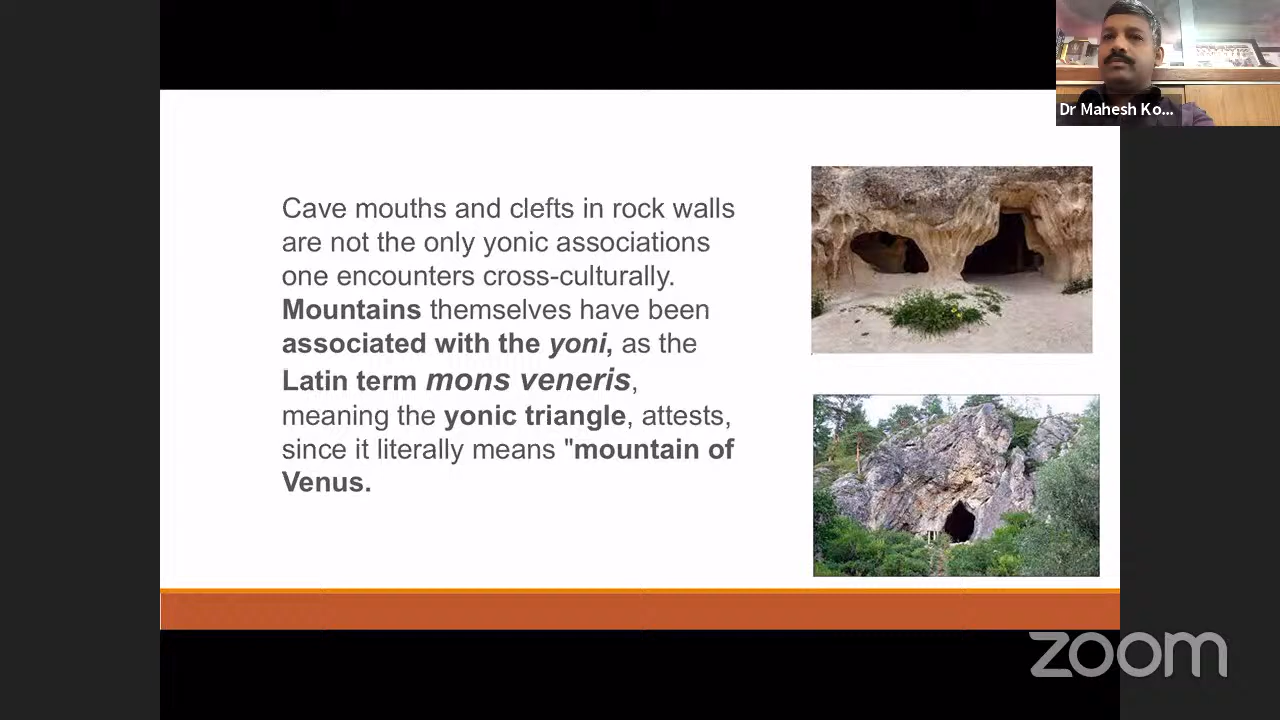 Dr Mahesh Ko...
Cave mouths and clefts in rock walls
are not the only yonic associations
one encounters cross-culturally.
Mountains themselves have been
associated with the yoni, as the
Latin term mons veneris,
meaning the yonic triangle, attests,
since it literally means "mountain of
Venus.
zoom